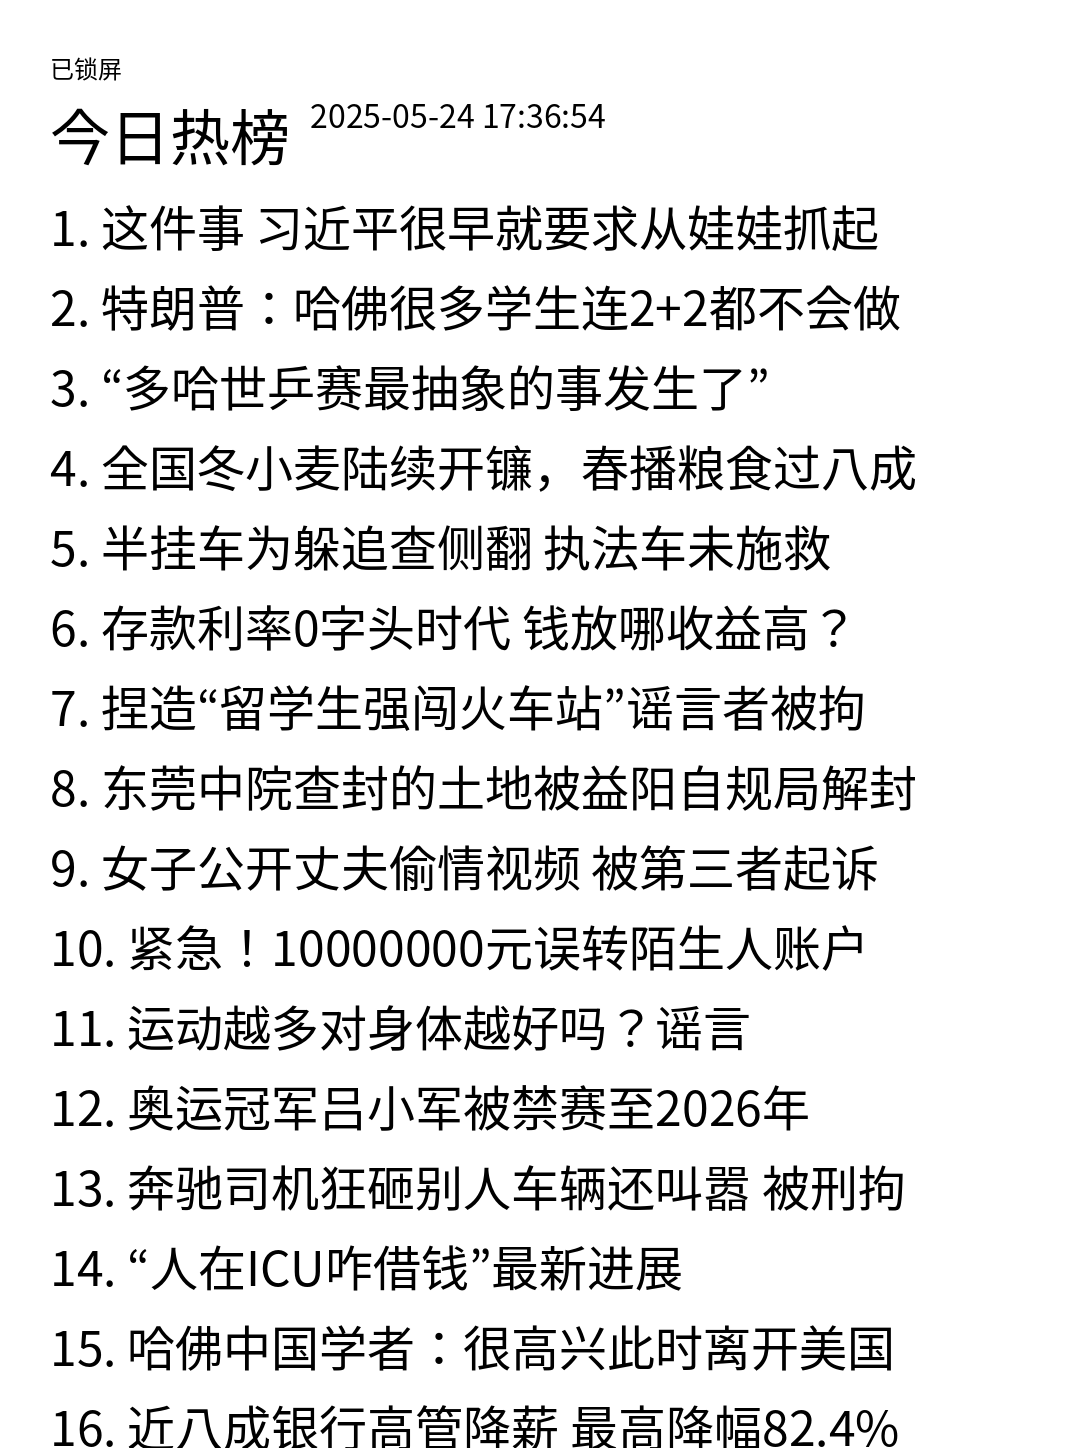 已锁屏
今日热榜 2025-05-24 17:36:54
1. 这件事 习近平很早就要求从娃娃抓起
2. 特朗普：哈佛很多学生连2+2都不会做
3. “多哈世乒赛最抽象的事发生了”
4. 全国冬小麦陆续开镰，春播粮食过八成
5. 半挂车为躲追查侧翻 执法车未施救
6. 存款利率0字头时代 钱放哪收益高？
7. 捏造“留学生强闯火车站”谣言者被拘
8. 东莞中院查封的土地被益阳自规局解封
9. 女子公开丈夫偷情视频 被第三者起诉
10. 紧急！10000000元误转陌生人账户
11. 运动越多对身体越好吗？谣言
12. 奥运冠军吕小军被禁赛至2026年
13. 奔驰司机狂砸别人车辆还叫嚣 被刑拘
14. “人在ICU咋借钱”最新进展
15. 哈佛中国学者：很高兴此时离开美国
16. 近八成银行高管降薪 最高降幅82.4%